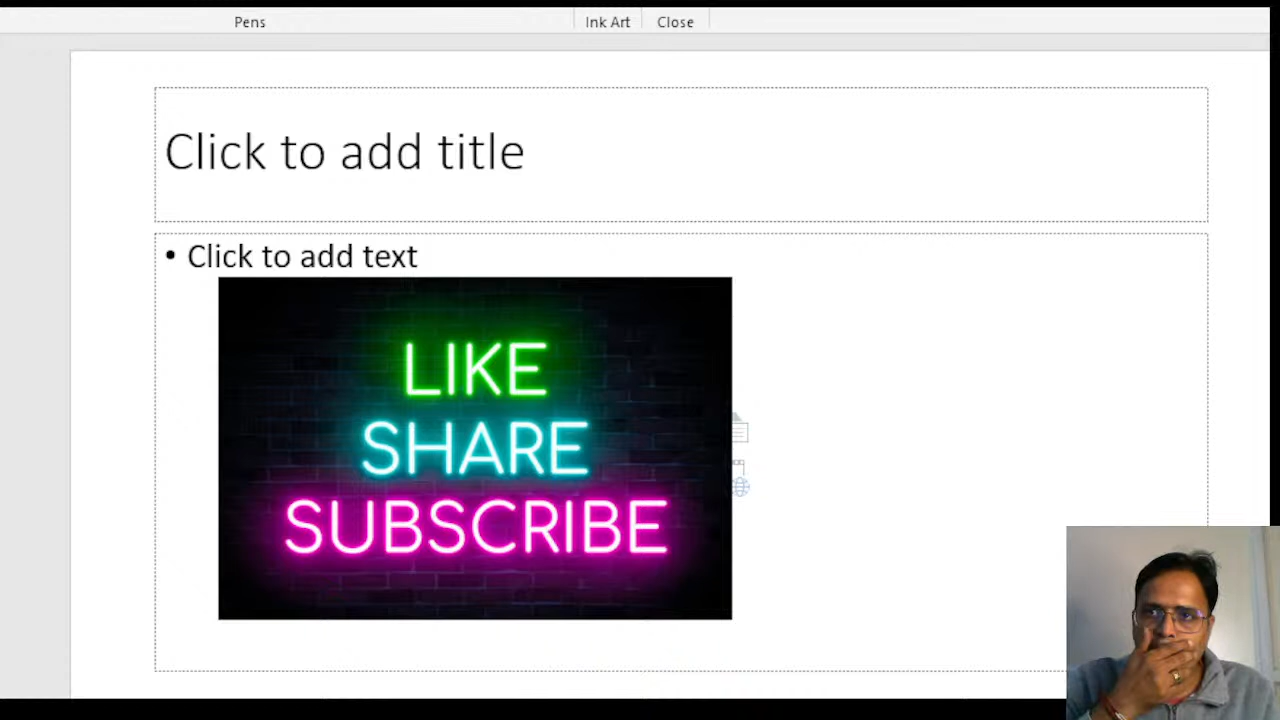 Pens Ink Art Close
Click to add title
• Click to add text
LIKE
SHARE
SUBSCRIBE